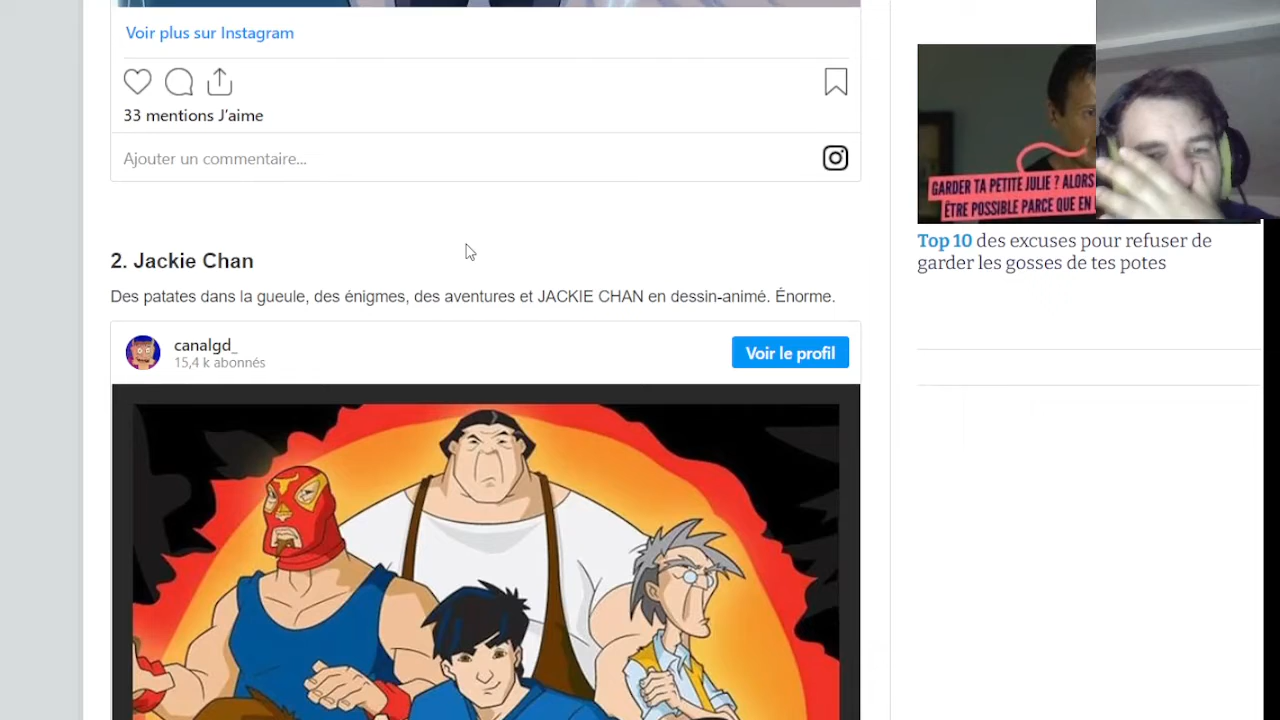 Voir plus sur Instagram
33 mentions J'aime
Ajouter un commentaire...
2. Jackie Chan
Des patates dans la gueule, des énigmes, des aventures et JACKIE CHAN en dessin-animé. Énorme.
canalgd_
15,4 k abonnés
Voir le profil
GARDER TA PETITE JULIE ? ALORS
ÊTRE POSSIBLE PARCE QUE EN
Top 10 des excuses pour refuser de
garder les gosses de tes potes